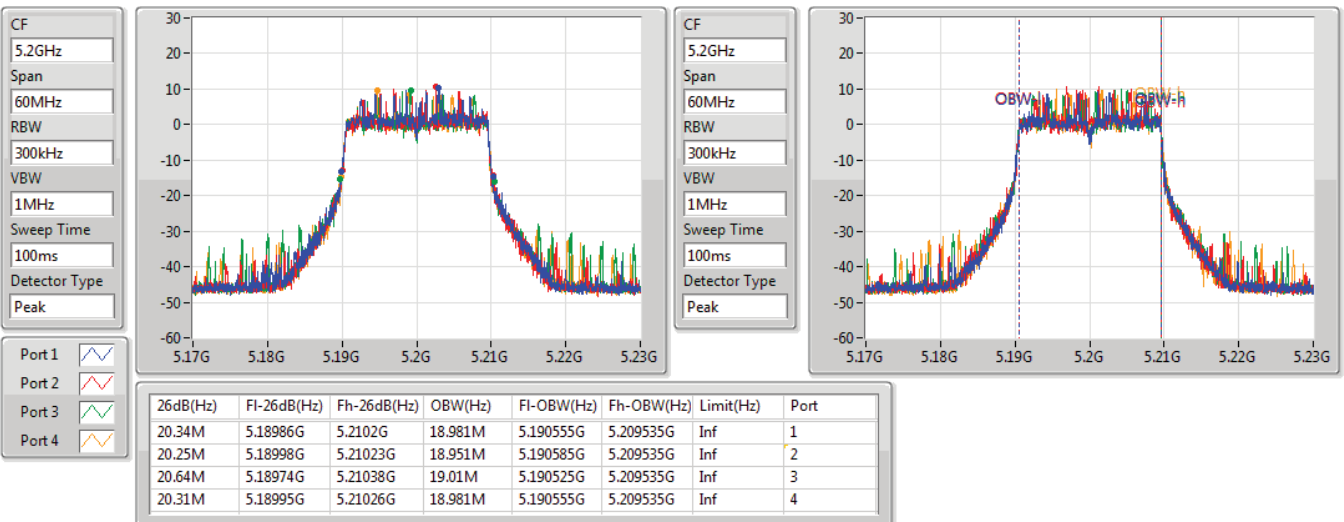 CF
5.2GHz
Span
60MHz
RBW
300kHz
VBW
1MHz
Sweep Time
100ms
Detector Type
Peak
30
20
10
0
-10
-20
-30
-40
-50
-60
5.17G 5.18G 5.19G 5.2G 5.21G 5.22G 5.23G
CF
5.2GHz
Span
60MHz
RBW
300kHz
VBW
1MHz
Sweep Time
100ms
Detector Type
Peak
30
20
10
0
-10
-20
-30
-40
-50
-60
OBW-h
5.17G 5.18G 5.19G 5.2G 5.21G 5.22G 5.23G
Port 1
Port 2
Port 3
Port 4
26dB(Hz) Fl-26dB(Hz) Fh-26dB(Hz) OBW(Hz) Fl-OBW(Hz) Fh-OBW(Hz) Limit(Hz) Port
20.34M 5.18986G 5.2102G 18.981M 5.190555G 5.209535G Inf 1
20.25M 5.18998G 5.21023G 18.951M 5.190585G 5.209535G Inf 2
20.64M 5.18974G 5.21038G 19.01M 5.190525G 5.209535G Inf 3
20.31M 5.18995G 5.21026G 18.981M 5.190555G 5.209535G Inf 4